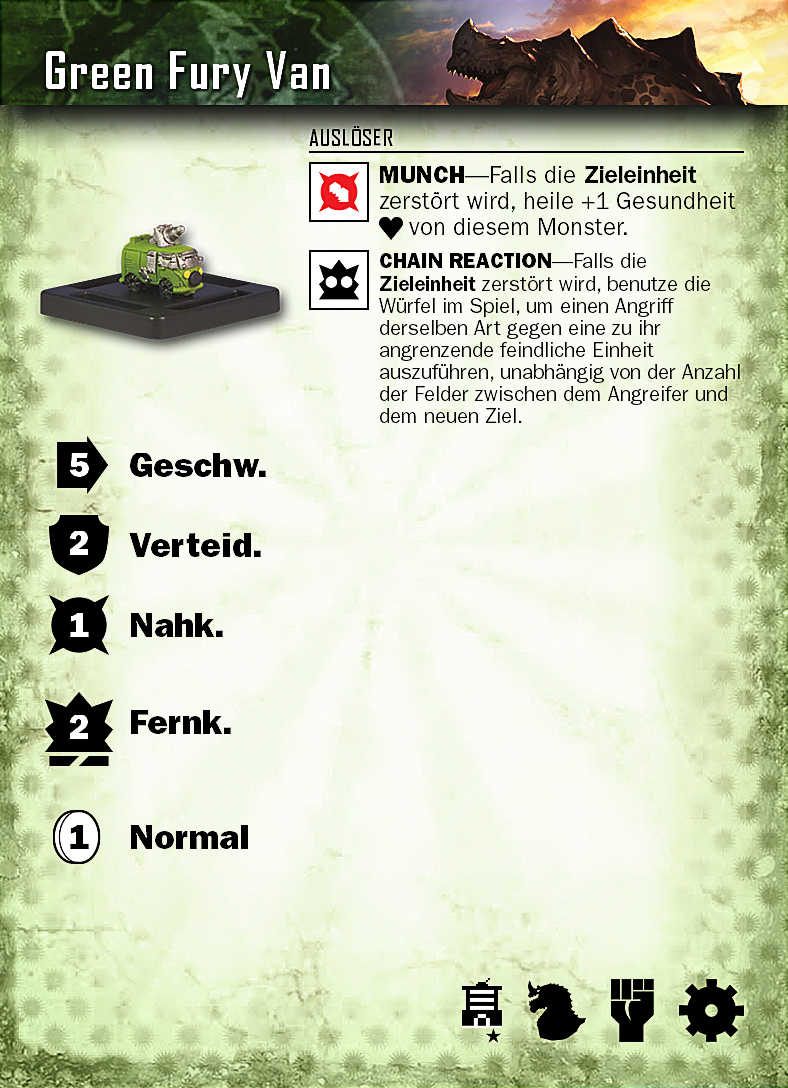 Green Fury Van
AUSLÖSER
MUNCH—Falls die Zieleinheit
zerstört wird, heile +1 Gesundheit
von diesem Monster.
CHAIN REACTION—Falls die
Zieleinheit zerstört wird, benutze die
Würfel im Spiel, um einen Angriff
derselben Art gegen eine zu ihr
angrenzende feindliche Einheit
auszuführen, unabhängig von der Anzahl
der Felder zwischen dem Angreifer und
dem neuen Ziel.
5 Geschw.
2 Verteid.
1 Nahk.
2 Fernk.
1 Normal